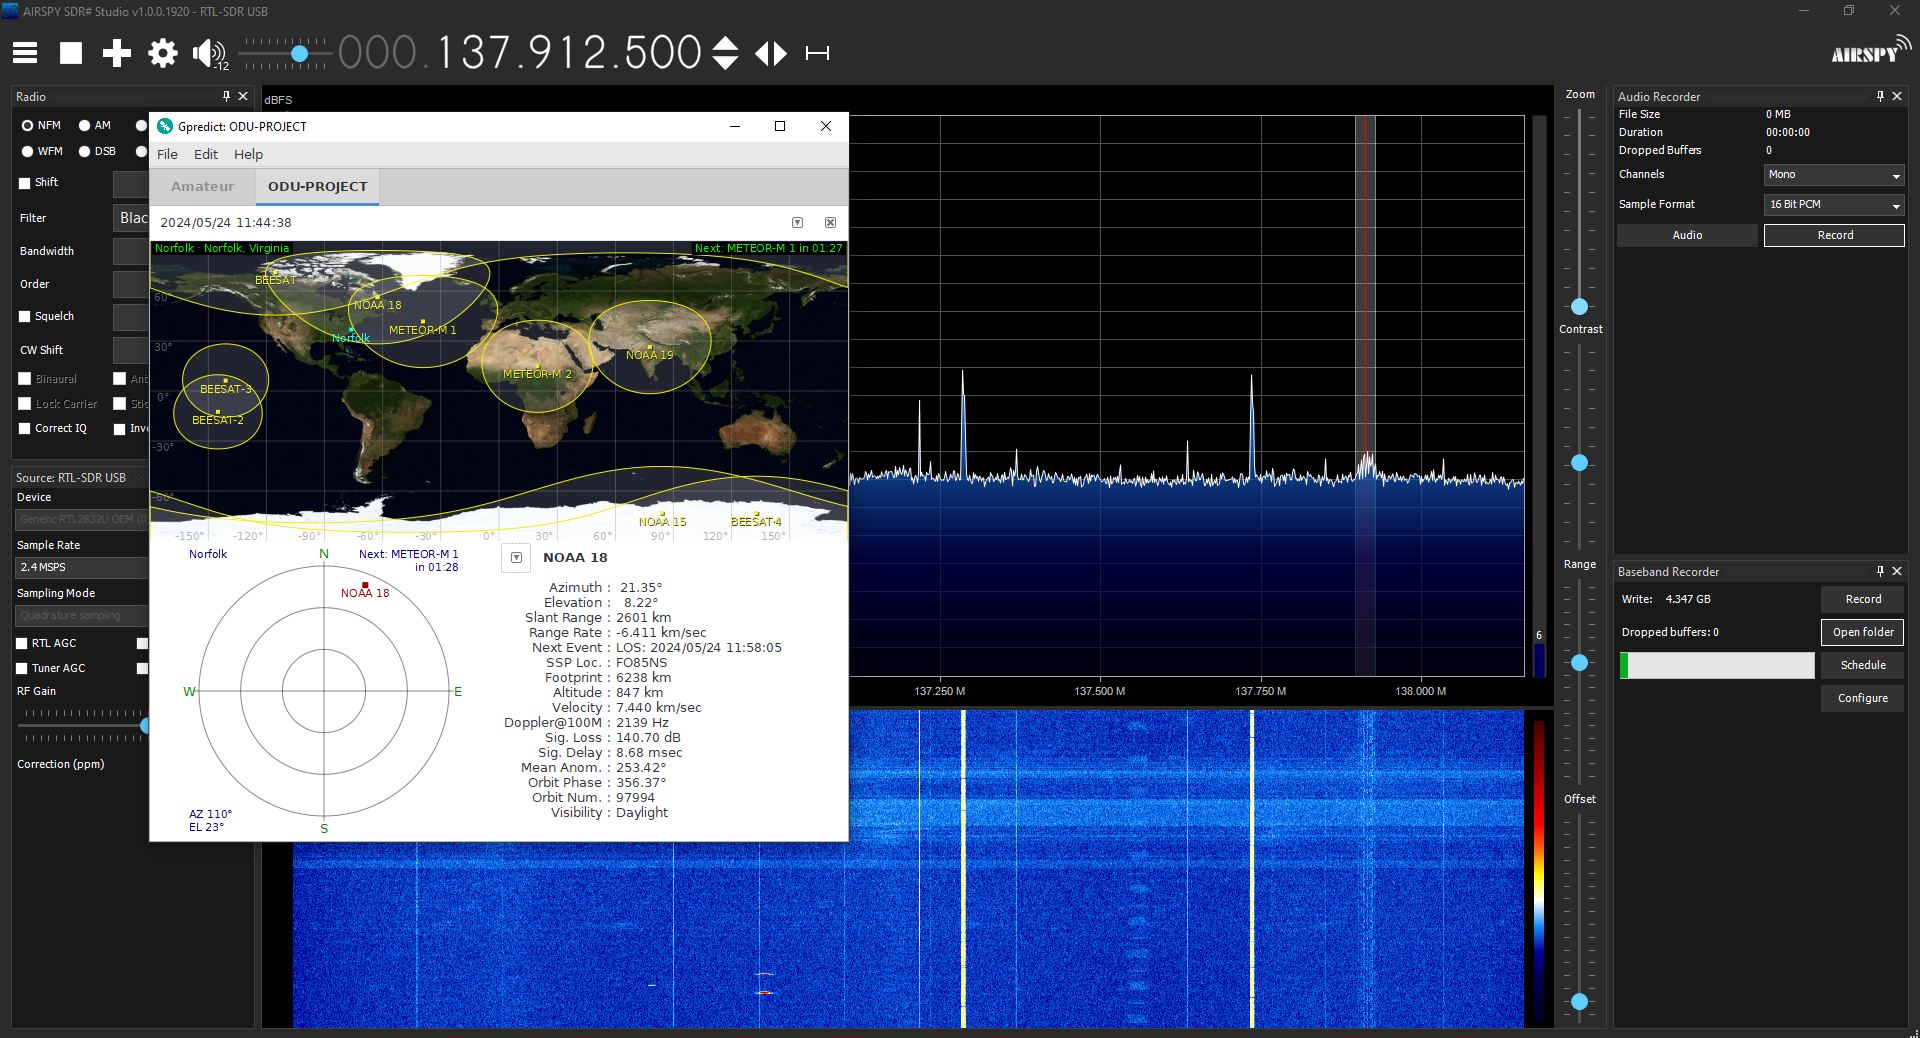 AIRSPY SDR# Studio v1.0.0.1920 - RTL-SDR USB
-12
000.137.912.500
AIRSPY
Radio
NFM AM
WFM DSB
Shift
Filter Blac
Bandwidth
Order
Squelch
CW Shift
Binaural Ant
Lock Carrier Stic
Correct IQ Inve
Source: RTL-SDR USB
Device
Generic RTL2832U OEM (0
Sample Rate
2.4 MSPS
Sampling Mode
Quadrature sampling
RTL AGC
Tuner AGC
RF Gain
Correction (ppm)
dBFS
Gpredict: ODU-PROJECT
File Edit Help
Amateur ODU-PROJECT
2024/05/24 11:44:38
Norfolk : Norfolk, Virginia
Next: METEOR-M 1 in 01:27
BEESAT
NOAA 18
METEOR-M 1
Norfolk
NOAA 19
METEOR-M 2
BEESAT-3
BEESAT-2
NOAA 15
BEESAT-4
60°
30°
0°
-30°
-60°
-150° -120° -90° -60° -30° 0° 30° 60° 90° 120° 150°
Norfolk
N
Next: METEOR-M 1
in 01:28
NOAA 18
W
E
S
AZ 110°
EL 23°
NOAA 18
Azimuth : 21.35°
Elevation : 8.22°
Slant Range : 2601 km
Range Rate : -6.411 km/sec
Next Event : LOS: 2024/05/24 11:58:05
SSP Loc. : FO85NS
Footprint : 6238 km
Altitude : 847 km
Velocity : 7.440 km/sec
Doppler@100M : 2139 Hz
Sig. Loss : 140.70 dB
Sig. Delay : 8.68 msec
Mean Anom. : 253.42°
Orbit Phase : 356.37°
Orbit Num. : 97994
Visibility : Daylight
137.250 M 137.500 M 137.750 M 138.000 M
6
Zoom
Contrast
Range
Offset
Audio Recorder
File Size 0 MB
Duration 00:00:00
Dropped Buffers 0
Channels Mono
Sample Format 16 Bit PCM
Audio Record
Baseband Recorder
Write: 4.347 GB Record
Dropped buffers: 0 Open folder
Schedule
Configure